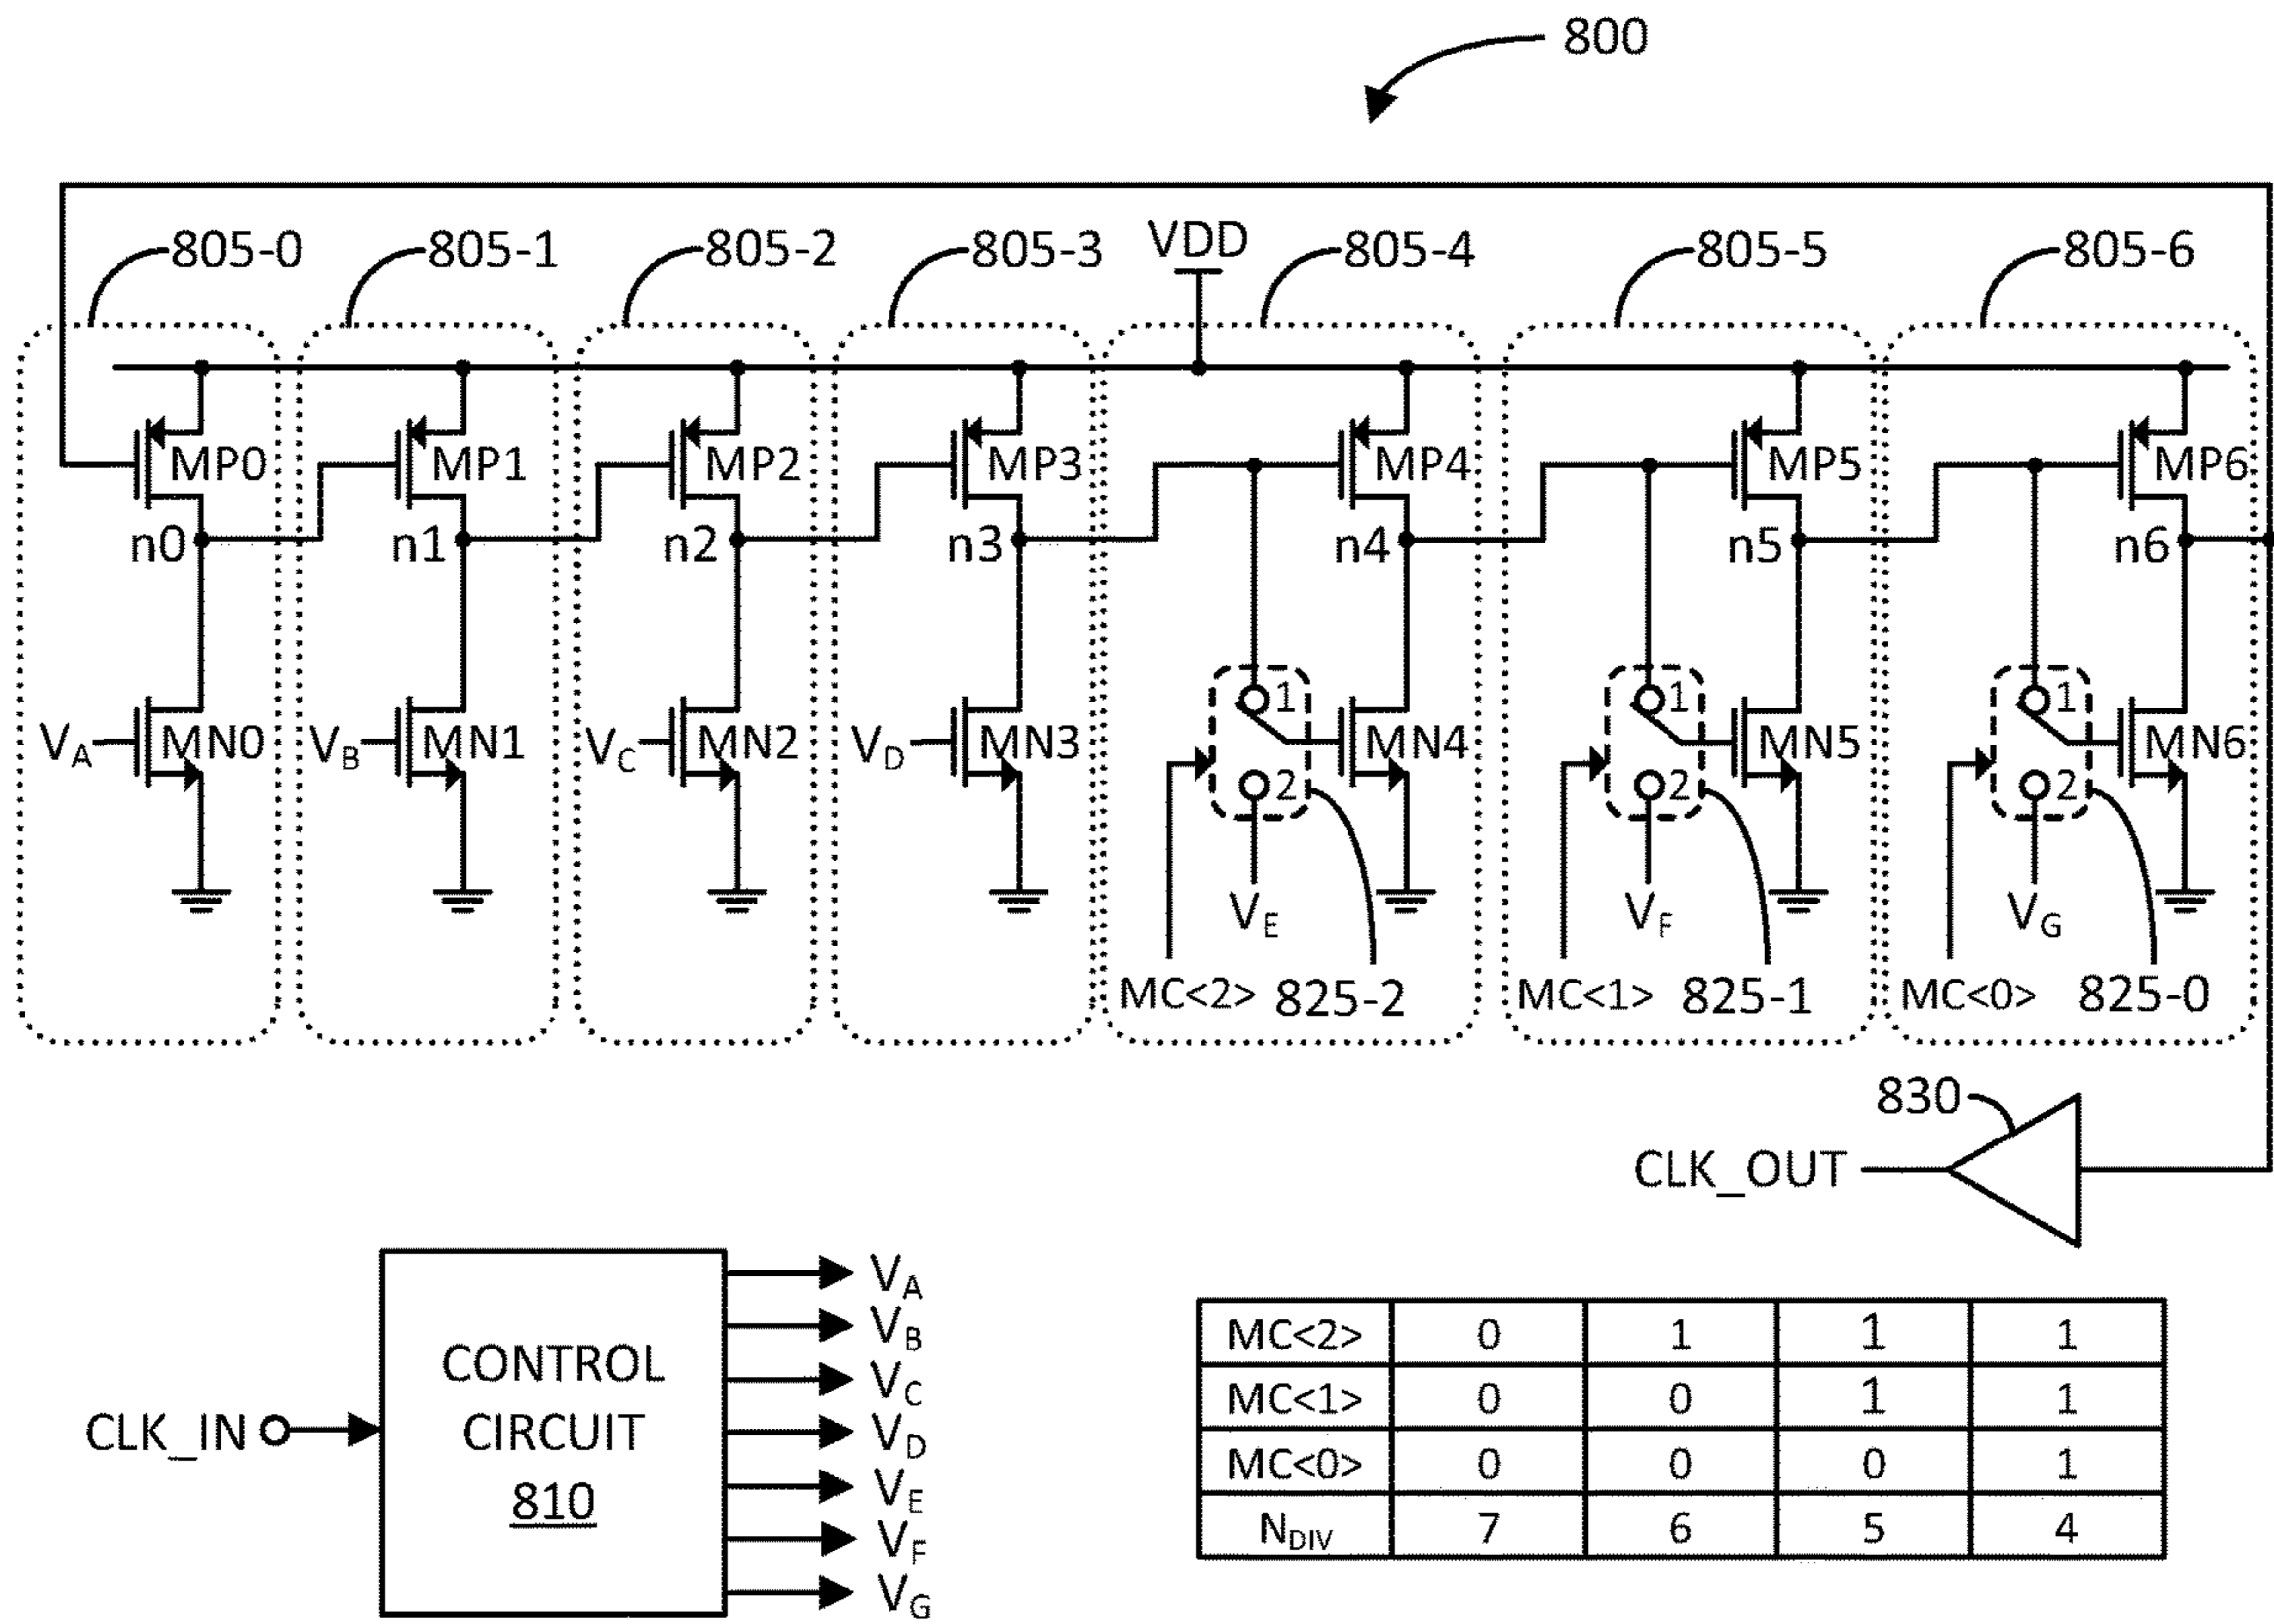 800
805-0 805-1 805-2 805-3 VDD 805-4 805-5 805-6
MP0 MP1 MP2 MP3 MP4 MP5 MP6
n0 n1 n2 n3 n4 n5 n6
1 1 1
VA MN0 VB MN1 VC MN2 VD MN3 MN4 MN5 MN6
2 2 2
VE VF VG
MC<2> 825-2 MC<1> 825-1 MC<0> 825-0
830
CLK_OUT
CLK_IN
CONTROL
CIRCUIT
810
VA
VB
VC
VD
VE
VF
VG
MC<2> 0 1 1 1
MC<1> 0 0 1 1
MC<0> 0 0 0 1
NDIV 7 6 5 4